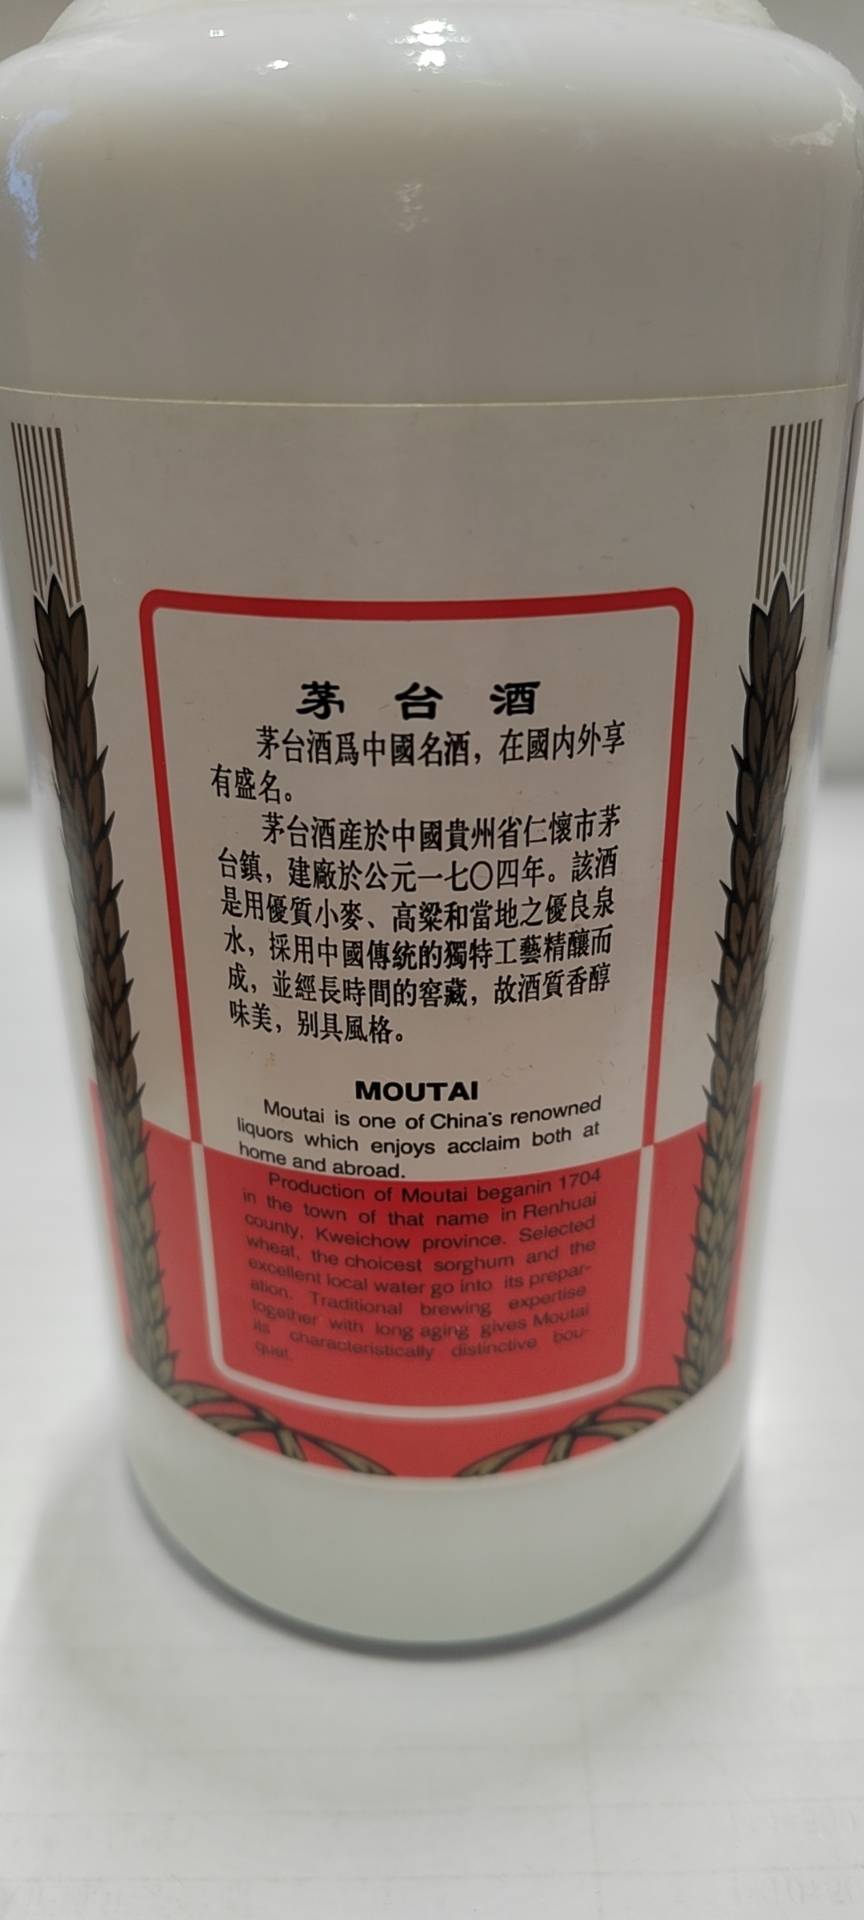 茅台酒
茅台酒爲中國名酒，在國内外享
有盛名。
茅台酒産於中國貴州省仁懷市茅
台鎮，建廠於公元一七〇四年。該酒
是用優質小麥、高粱和當地之優良泉
水，採用中國傳統的獨特工藝精釀而
成，並經長時間的窖藏，故酒質香醇
味美，别具風格。
MOUTAI
Moutai is one of China's renowned
liquors which enjoys acclaim both at
home and abroad.
Production of Moutai beganin 1704
in the town of that name in Renhuai
county, Kweichow province. Selected
wheat, the choicest sorghum and the
excellent local water go into its prepar-
ation. Traditional brewing expertise
together with long aging gives Moutai
its characteristically distinctive bou-
quet.